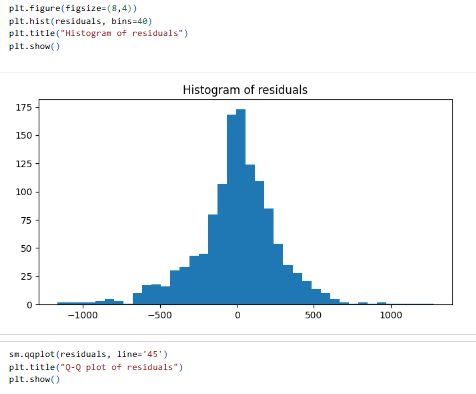 plt.figure(figsize=(8,4))
plt.hist(residuals, bins=40)
plt.title("Histogram of residuals")
plt.show()
Histogram of residuals
175
150
125
100
75
50
25
0
−1000 −500 0 500 1000
sm.qqplot(residuals, line='45')
plt.title("Q-Q plot of residuals")
plt.show()